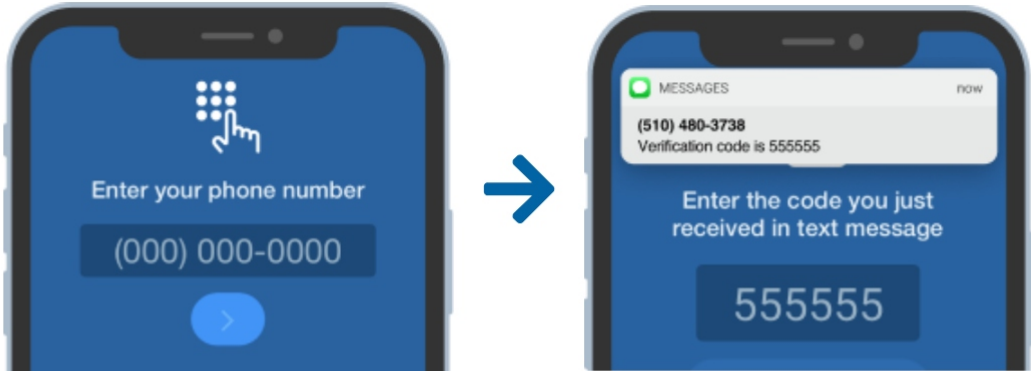 Enter your phone number
(000) 000-0000
MESSAGES now
(510) 480-3738
Verification code is 555555
Enter the code you just
received in text message
555555